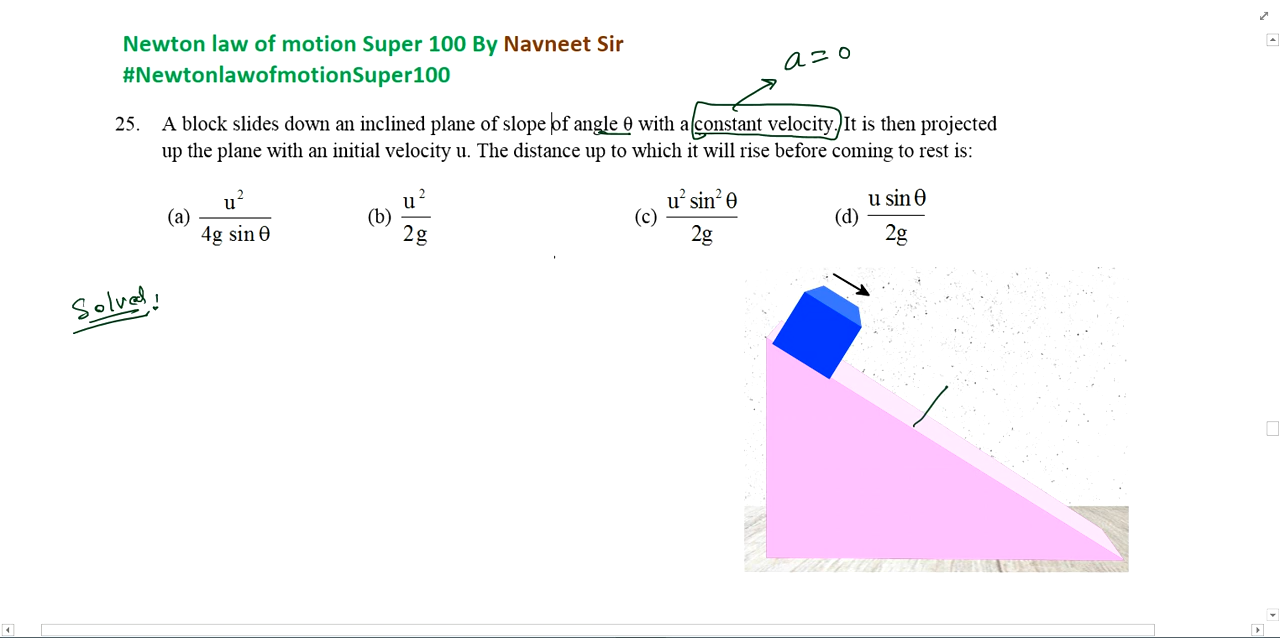 Newton law of motion Super 100 By Navneet Sir
#NewtonlawofmotionSuper100
a = 0
25. A block slides down an inclined plane of slope of angle θ with a constant velocity. It is then projected
up the plane with an initial velocity u. The distance up to which it will rise before coming to rest is:
(a) u² / 4g sin θ (b) u² / 2g (c) u² sin² θ / 2g (d) u sin θ / 2g
Solved!